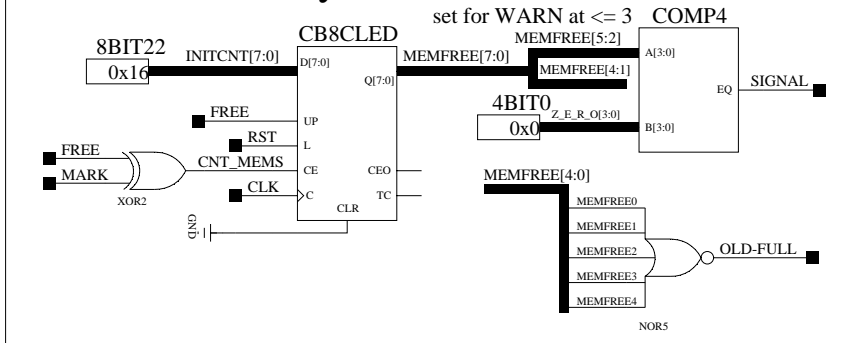 set for WARN at <= 3
COMP4
CB8CLED
8BIT22
0x16
INITCNT[7:0]
D[7:0]
Q[7:0]
MEMFREE[7:0]
MEMFREE[5:2]
MEMFREE[4:1]
A[3:0]
EQ
SIGNAL
4BIT0
0x0
Z_E_R_O[3:0]
B[3:0]
FREE
UP
RST
L
FREE
MARK
XOR2
CNT_MEMS
CE
CEO
CLK
C
TC
CLR
GND
MEMFREE[4:0]
MEMFREE0
MEMFREE1
MEMFREE2
MEMFREE3
MEMFREE4
OLD-FULL
NOR5